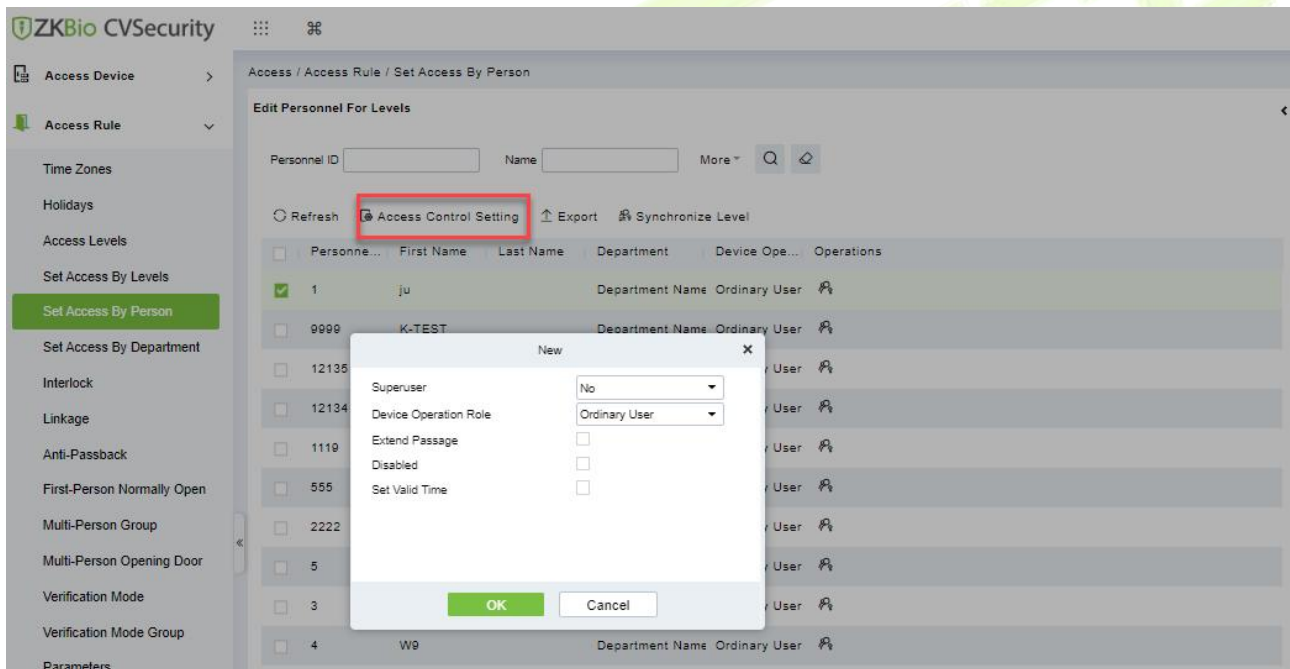 ZKBio CVSecurity
Access Device
Access / Access Rule / Set Access By Person
Access Rule
Edit Personnel For Levels
Time Zones
Personnel ID
Name
More
Holidays
Refresh
Access Control Setting
Export
Synchronize Level
Access Levels
Personne...
First Name
Last Name
Department
Device Ope...
Operations
Set Access By Levels
1
ju
Department Name
Ordinary User
Set Access By Person
9999
K-TEST
Department Name
Ordinary User
Set Access By Department
New
12135
User
Interlock
Superuser
No
Linkage
12134
Device Operation Role
Ordinary User
User
Anti-Passback
1119
Extend Passage
User
Disabled
First-Person Normally Open
555
Set Valid Time
User
Multi-Person Group
2222
User
Multi-Person Opening Door
5
User
Verification Mode
3
OK
Cancel
User
Verification Mode Group
4
W9
Department Name
Ordinary User
Parameters